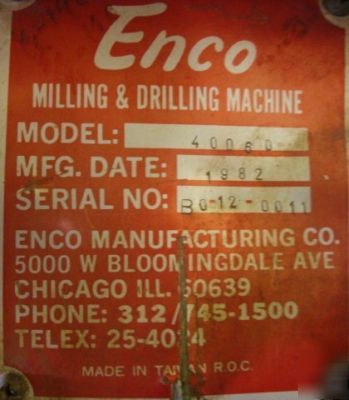 Enco
MILLING & DRILLING MACHINE
MODEL: 40060
MFG. DATE: 1982
SERIAL NO: B0-12-0011
ENCO MANUFACTURING CO.
5000 W BLOOMINGDALE AVE
CHICAGO ILL. 60639
PHONE: 312/745-1500
TELEX: 25-4034
MADE IN TAIWAN R.O.C.